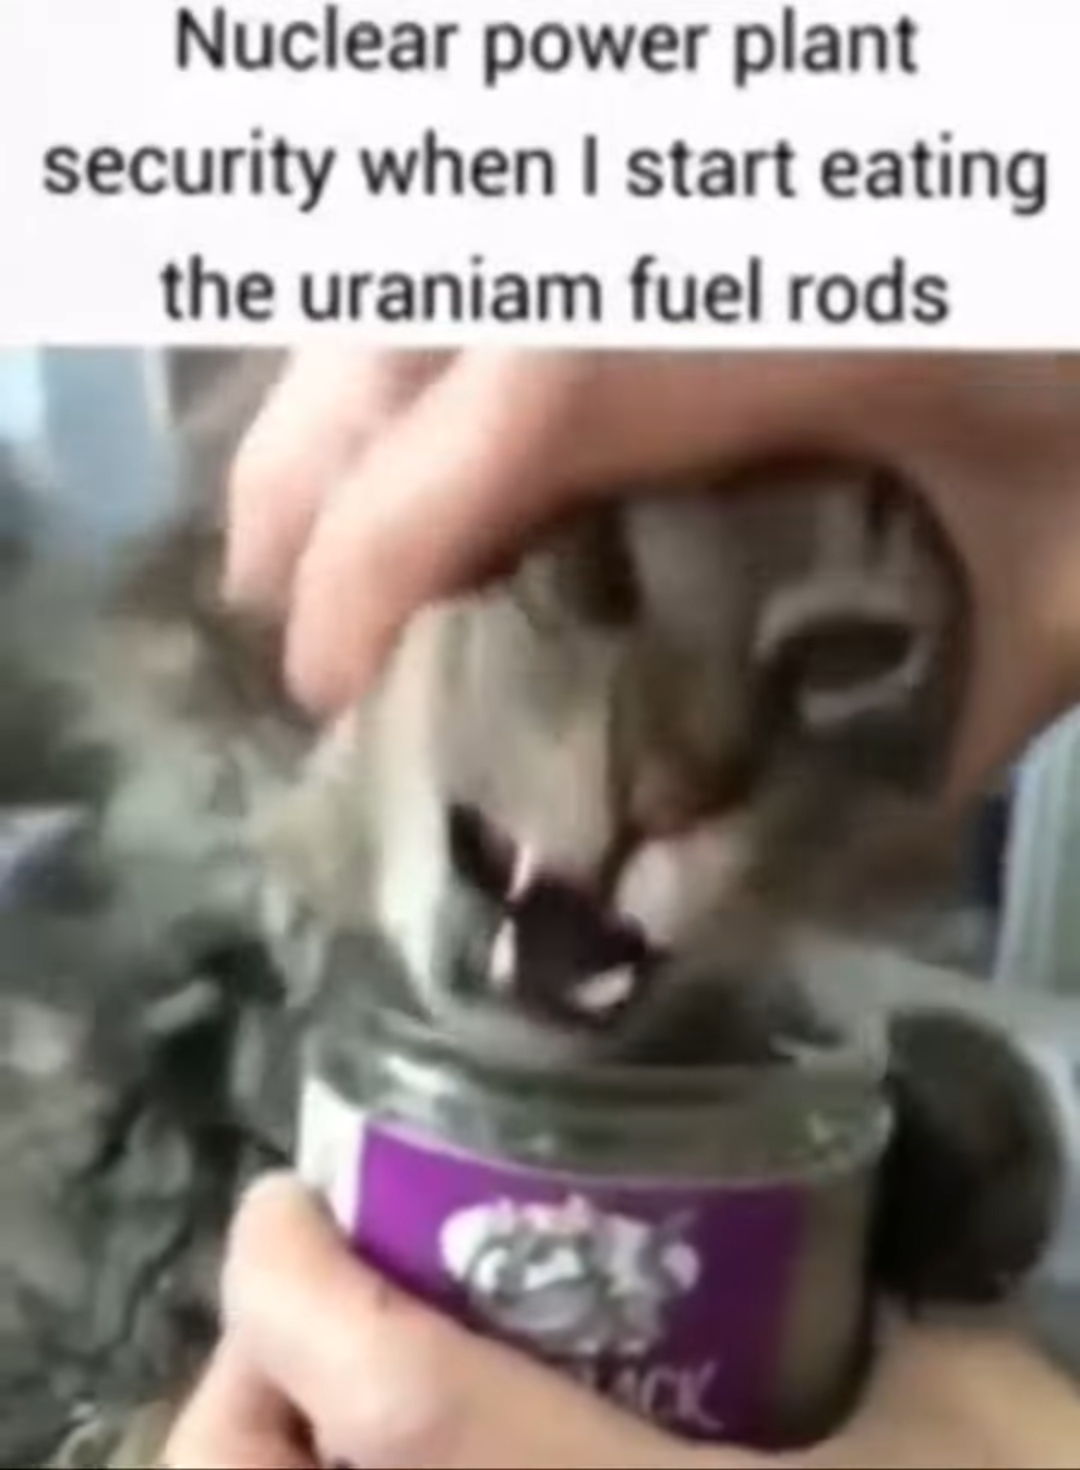 Nuclear power plant
security when I start eating
the uraniam fuel rods